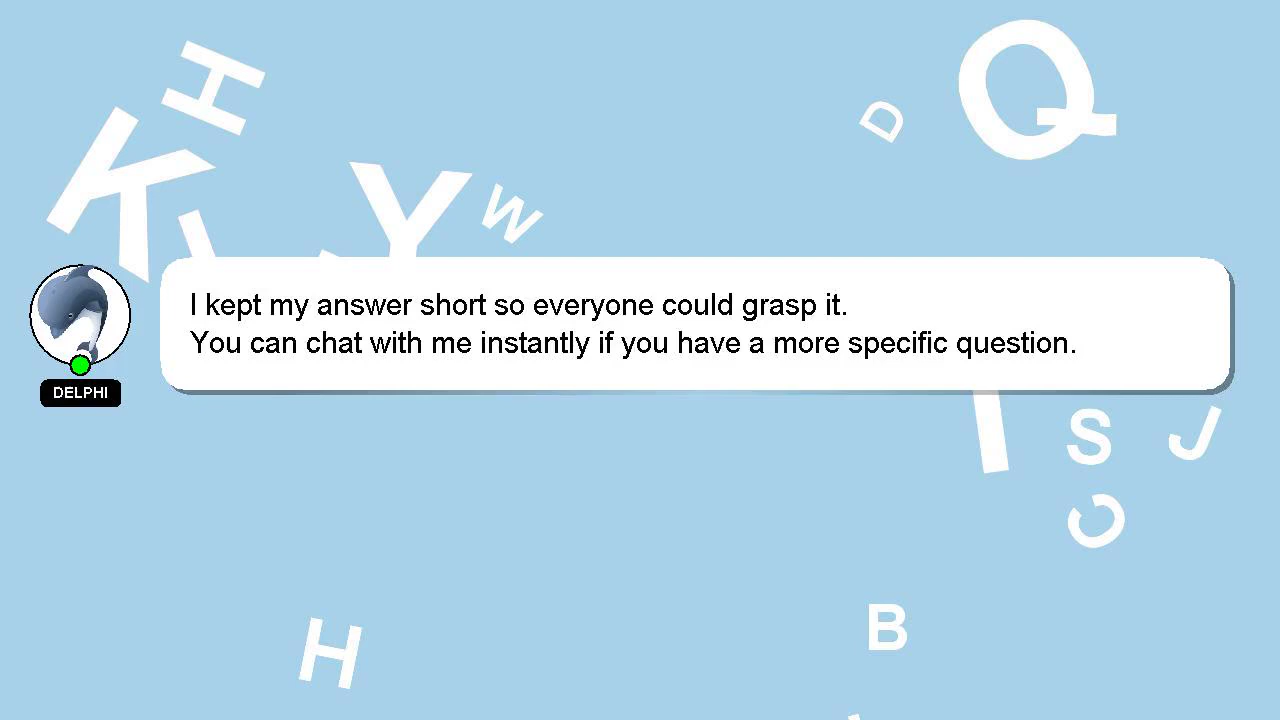 H
Q
D
K
Y
W
I kept my answer short so everyone could grasp it.
You can chat with me instantly if you have a more specific question.
DELPHI
S
J
C
B
H